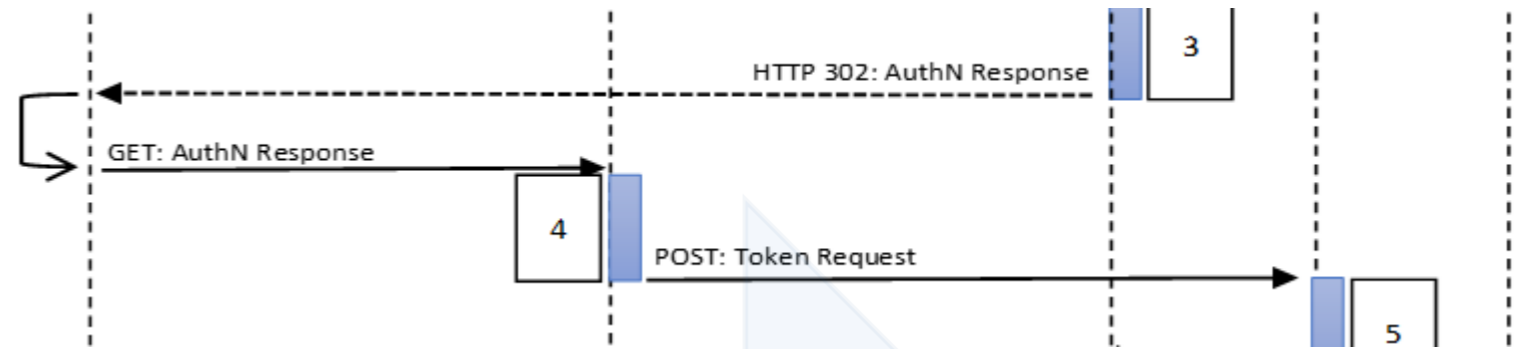 3
HTTP 302: AuthN Response
GET: AuthN Response
4
POST: Token Request
5